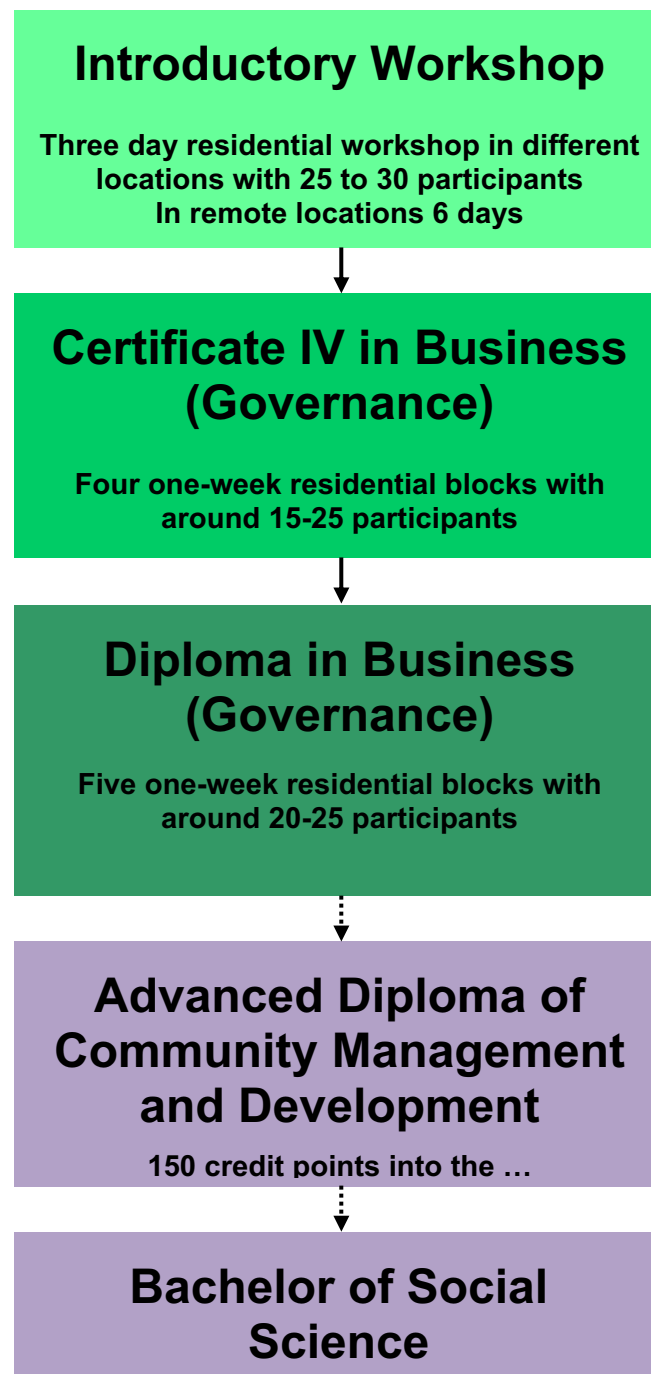 Introductory Workshop
Three day residential workshop in different
locations with 25 to 30 participants
In remote locations 6 days
Certificate IV in Business
(Governance)
Four one-week residential blocks with
around 15-25 participants
Diploma in Business
(Governance)
Five one-week residential blocks with
around 20-25 participants
Advanced Diploma of
Community Management
and Development
150 credit points into the …
Bachelor of Social
Science